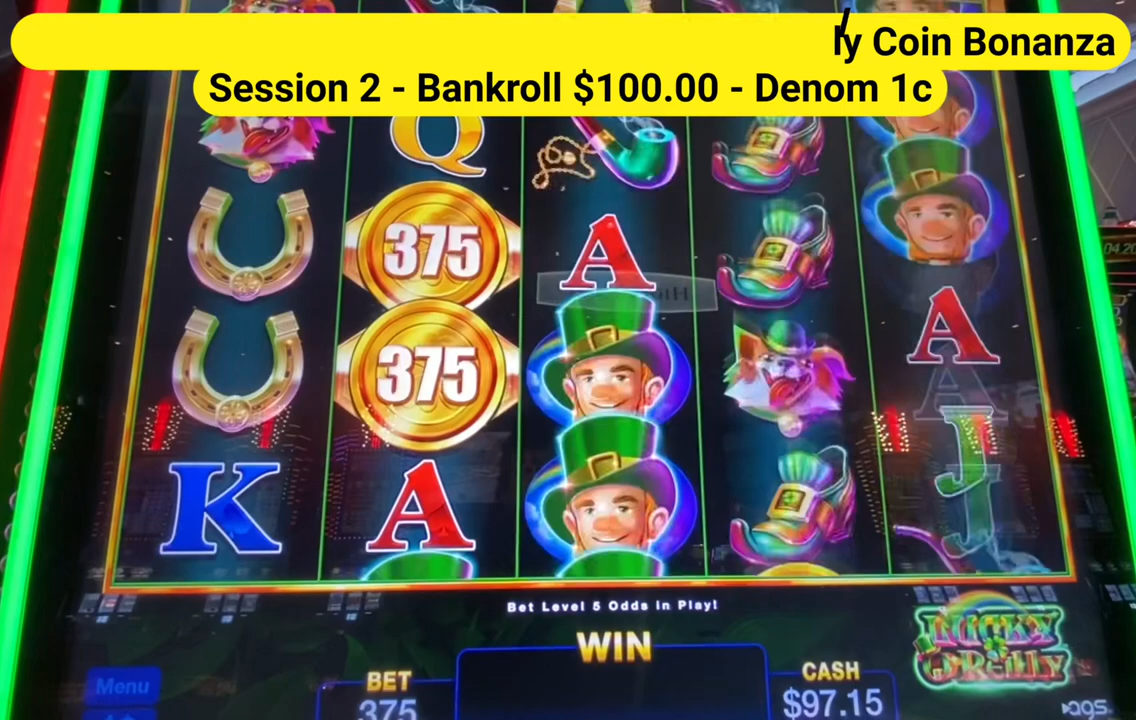 ly Coin Bonanza
Session 2 - Bankroll $100.00 - Denom 1c
Q
375
A
375
A
K
A
J
Bet Level 5 Odds In Play!
WIN
LUCKY
O'REILLY
Menu
BET
375
CASH
$97.15